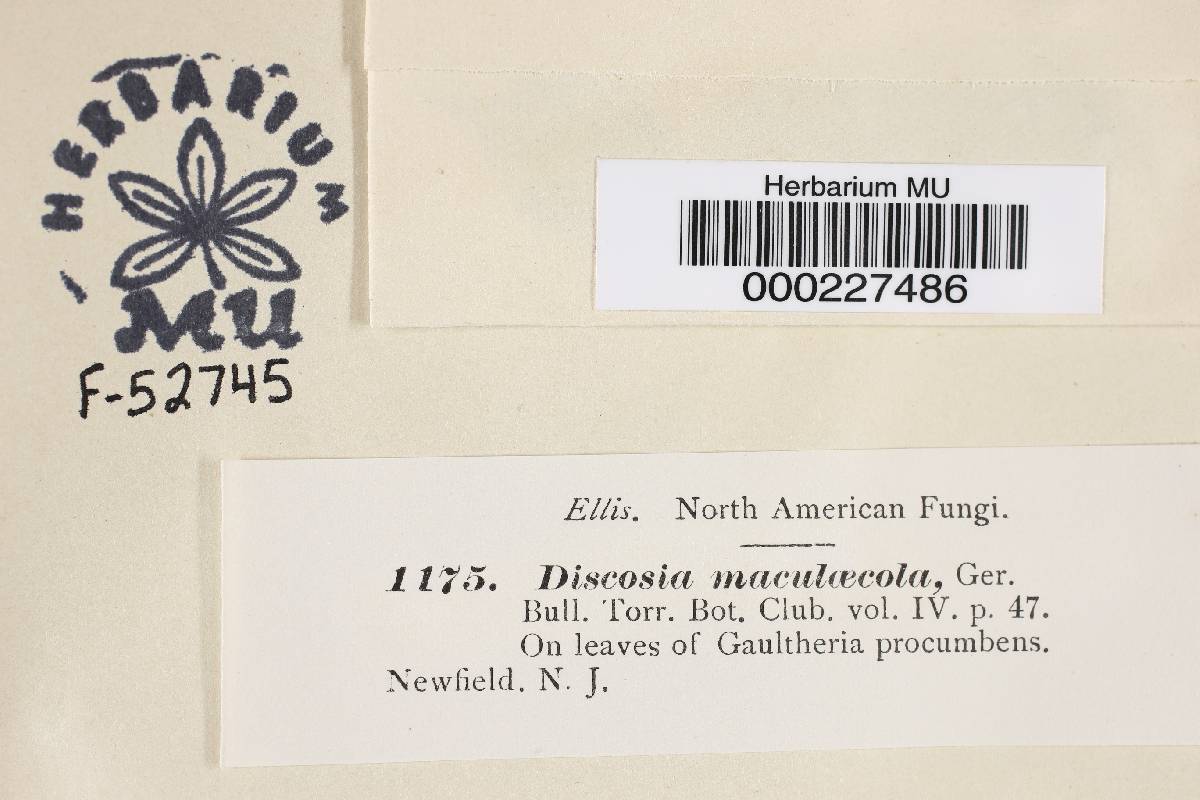 HERBARIUM
MU
F-52745
Herbarium MU
000227486
Ellis. North American Fungi.
1175. Discosia maculæcola, Ger.
Bull. Torr. Bot. Club. vol. IV. p. 47.
On leaves of Gaultheria procumbens.
Newfield. N. J.